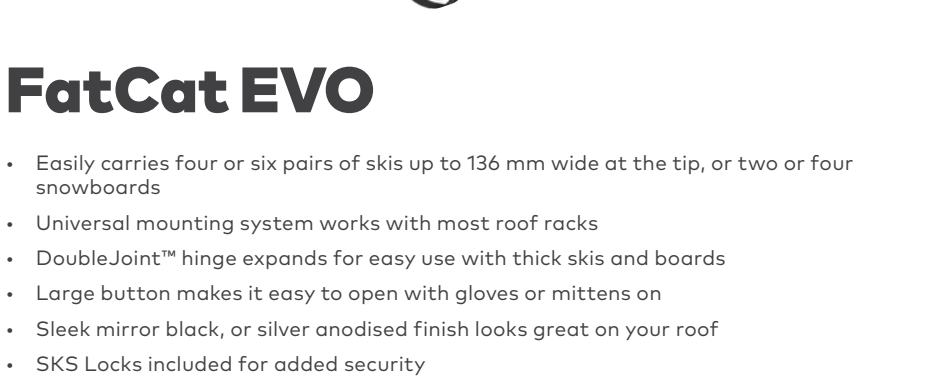 FatCat EVO
• Easily carries four or six pairs of skis up to 136 mm wide at the tip, or two or four
snowboards
• Universal mounting system works with most roof racks
• DoubleJoint™ hinge expands for easy use with thick skis and boards
• Large button makes it easy to open with gloves or mittens on
• Sleek mirror black, or silver anodised finish looks great on your roof
• SKS Locks included for added security